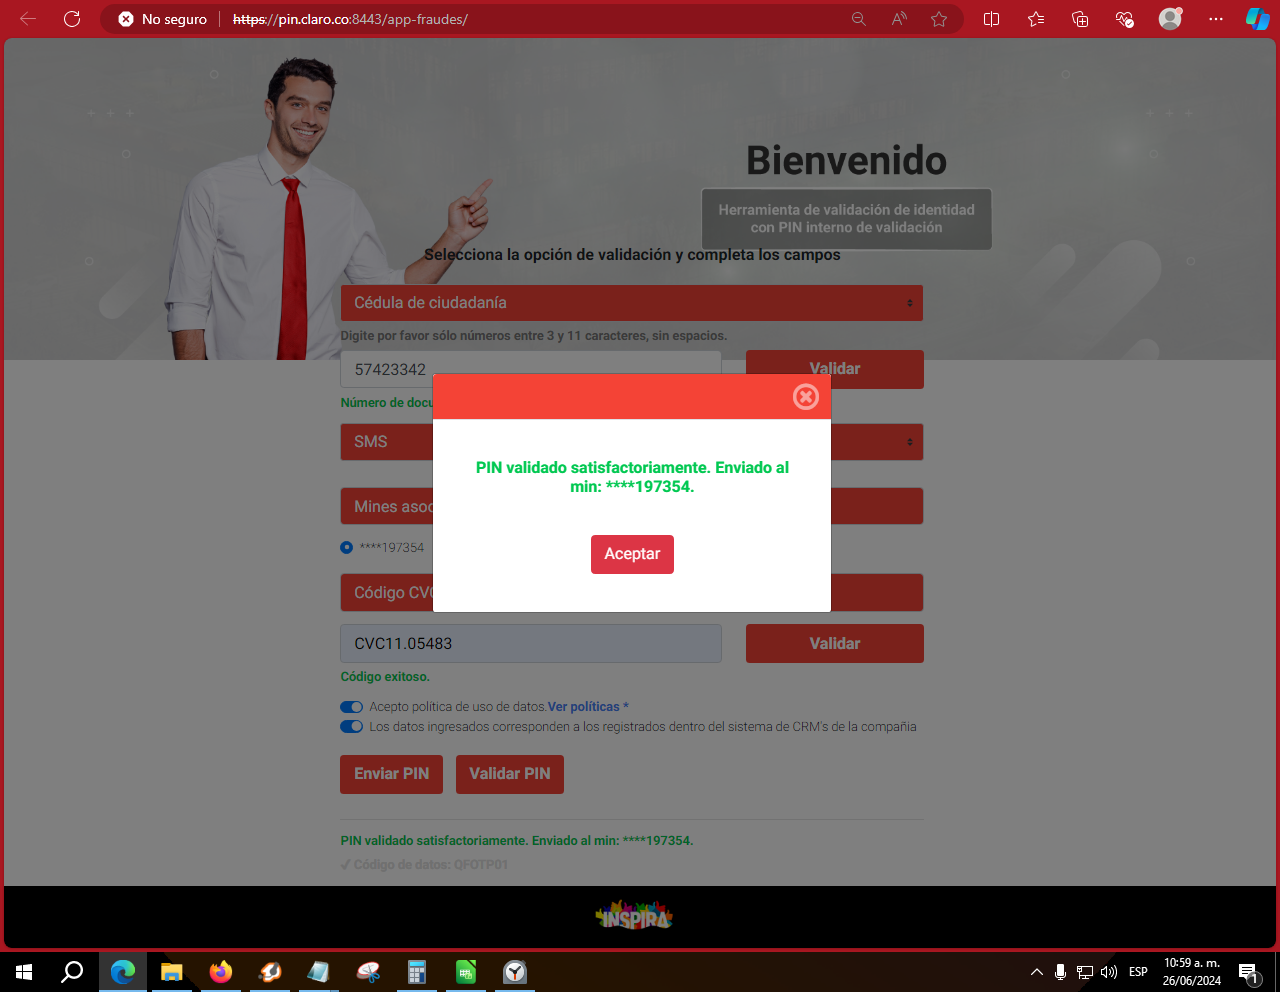 No seguro
https://pin.claro.co:8443/app-fraudes/
Bienvenido
Herramienta de validación de identidad
con PIN interno de validación
Selecciona la opción de validación y completa los campos
Cédula de ciudadanía
Digite por favor sólo números entre 3 y 11 caracteres, sin espacios.
57423342
Validar
Número de docu
SMS
PIN validado satisfactoriamente. Enviado al
min: ****197354.
Mines asoc
****197354
Aceptar
Código CVC
CVC11.05483
Validar
Código exitoso.
Acepto política de uso de datos.Ver políticas *
Los datos ingresados corresponden a los registrados dentro del sistema de CRM's de la compañia
Enviar PIN
Validar PIN
PIN validado satisfactoriamente. Enviado al min: ****197354.
✔ Código de datos: QFOTP01
INSPIRA
ESP
10:59 a. m.
26/06/2024
1